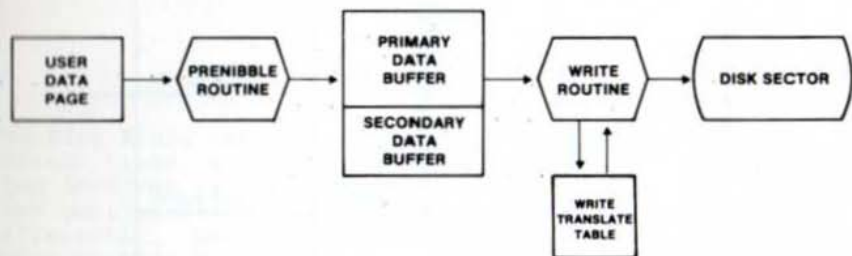 USER
DATA
PAGE
PRENIBBLE
ROUTINE
PRIMARY
DATA
BUFFER
SECONDARY
DATA
BUFFER
WRITE
ROUTINE
WRITE
TRANSLATE
TABLE
DISK SECTOR